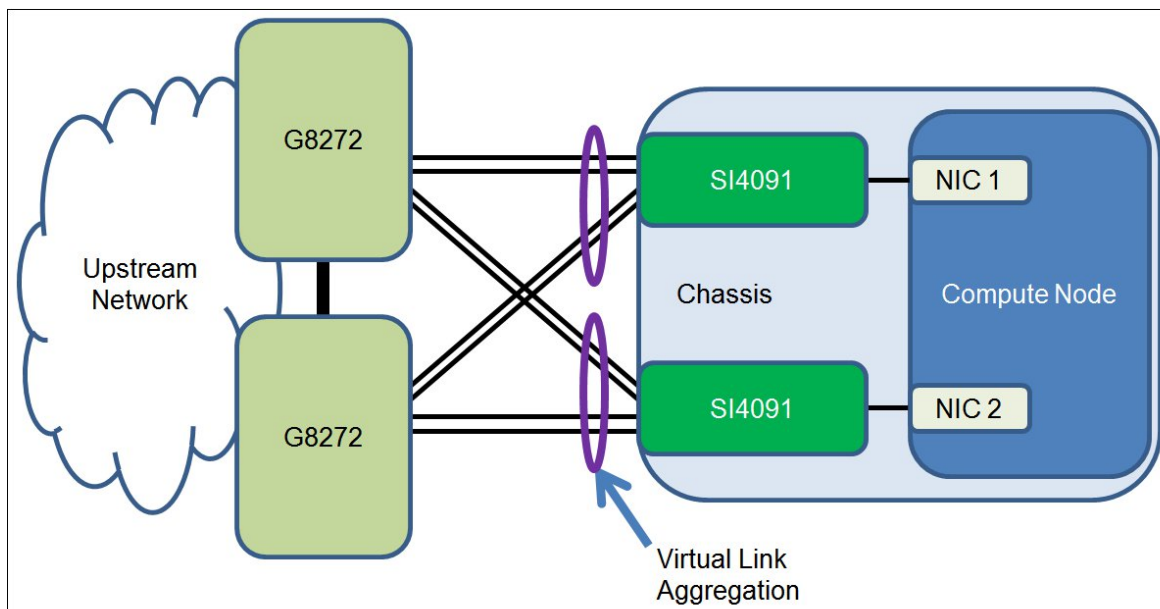 G8272
SI4091
NIC 1
Upstream
Network
Chassis
Compute Node
G8272
SI4091
NIC 2
Virtual Link
Aggregation